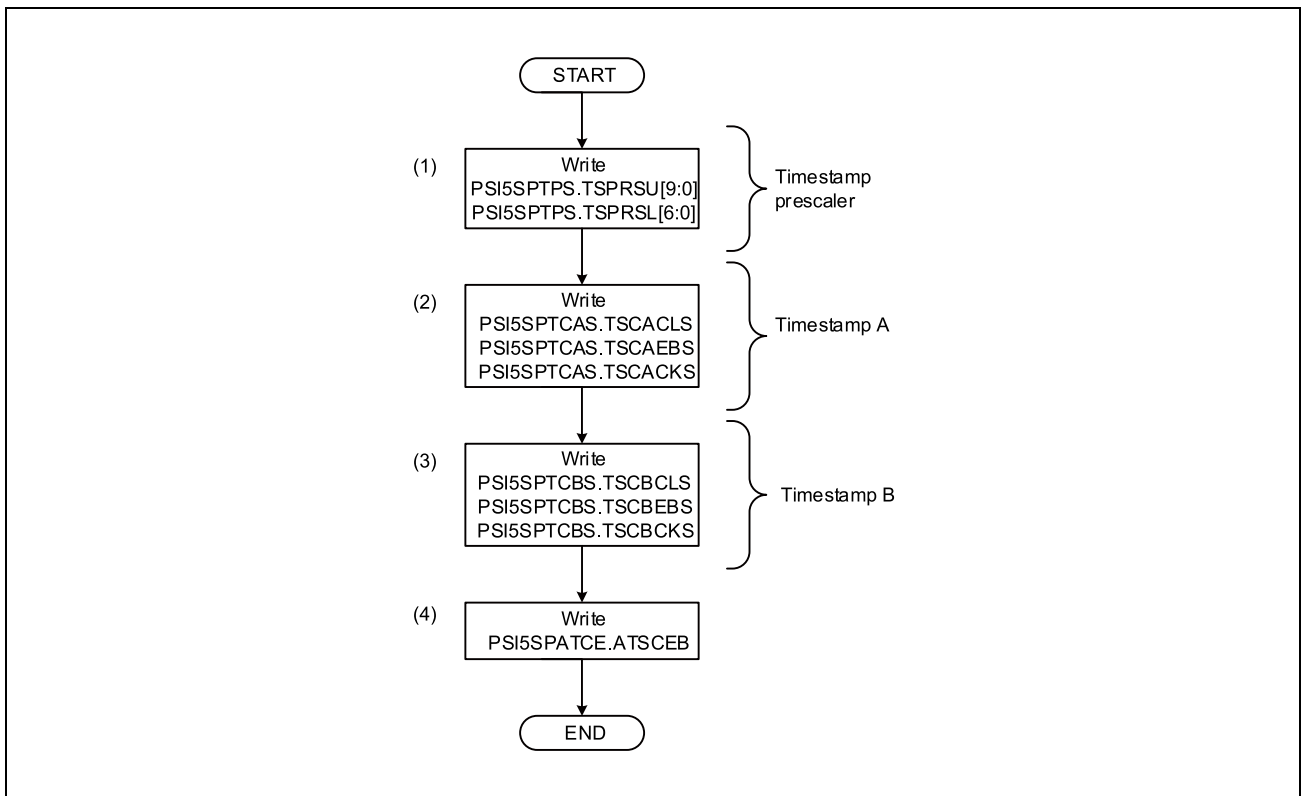 START
(1)
Write
PSI5SPTPS.TSPRSU[9:0]
PSI5SPTPS.TSPRSL[6:0]
Timestamp
prescaler
(2)
Write
PSI5SPTCAS.TSCACLS
PSI5SPTCAS.TSCAEBS
PSI5SPTCAS.TSCACKS
Timestamp A
(3)
Write
PSI5SPTCBS.TSCBCLS
PSI5SPTCBS.TSCBEBS
PSI5SPTCBS.TSCBCKS
Timestamp B
(4)
Write
PSI5SPATCE.ATSCEB
END